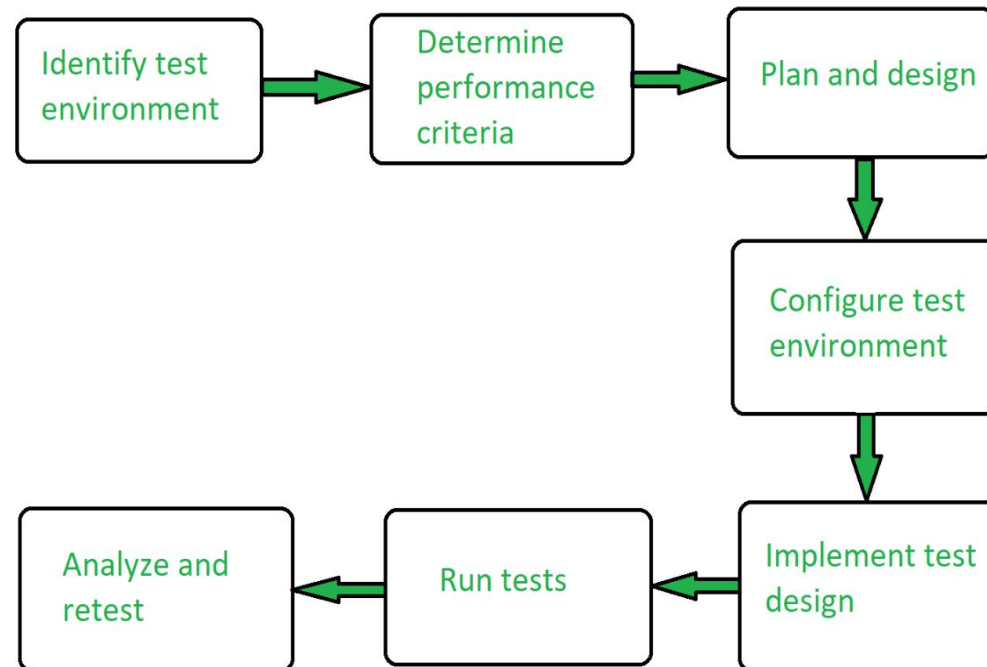 Identify test
environment
Determine
performance
criteria
Plan and design
Configure test
environment
Implement test
design
Run tests
Analyze and
retest